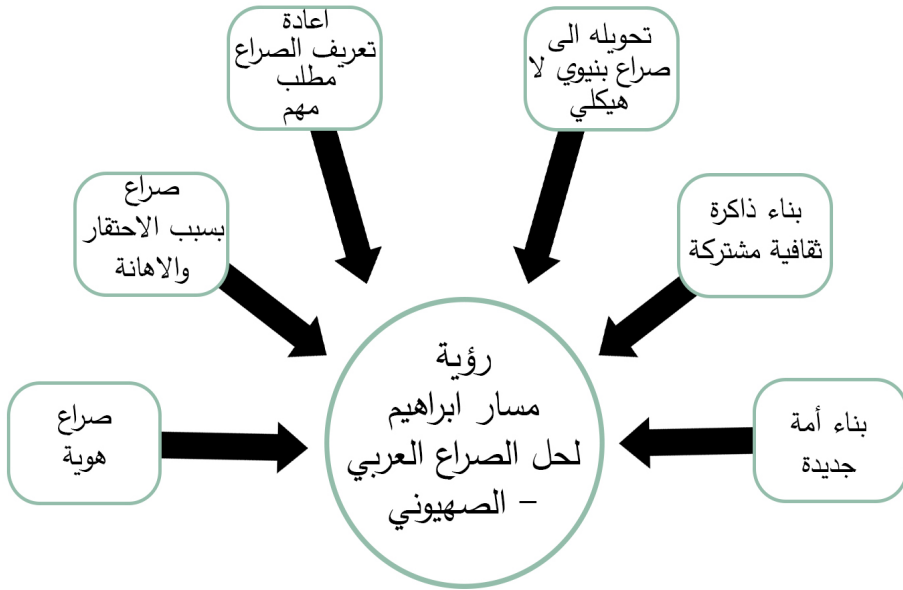 اعادة
تعريف الصراع
مطلب
مهم
تحويله الى
صراع بنيوي لا
هيكلي
صراع
بسبب الاحتقار
والاهانة
بناء ذاكرة
ثقافية مشتركة
صراع
هوية
بناء أمة
جديدة
رؤية
مسار ابراهيم
لحل الصراع العربي
– الصهيوني